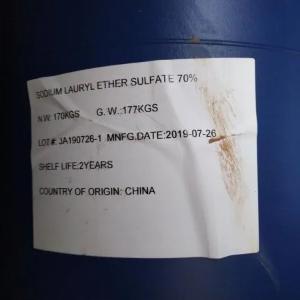 SODIUM LAURYL ETHER SULFATE 70%
N.W: 170KGS G. W.:177KGS
LOT#: JA190726-1 MNFG.DATE:2019-07-26
SHELF LIFE:2YEARS
COUNTRY OF ORIGIN: CHINA